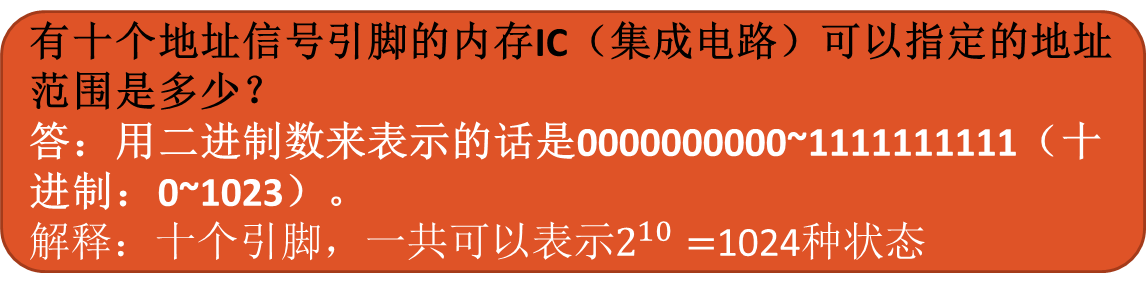 有十个地址信号引脚的内存IC（集成电路）可以指定的地址
范围是多少？
答：用二进制数来表示的话是0000000000~1111111111（十
进制：0~1023）。
解释：十个引脚，一共可以表示2¹⁰ =1024种状态